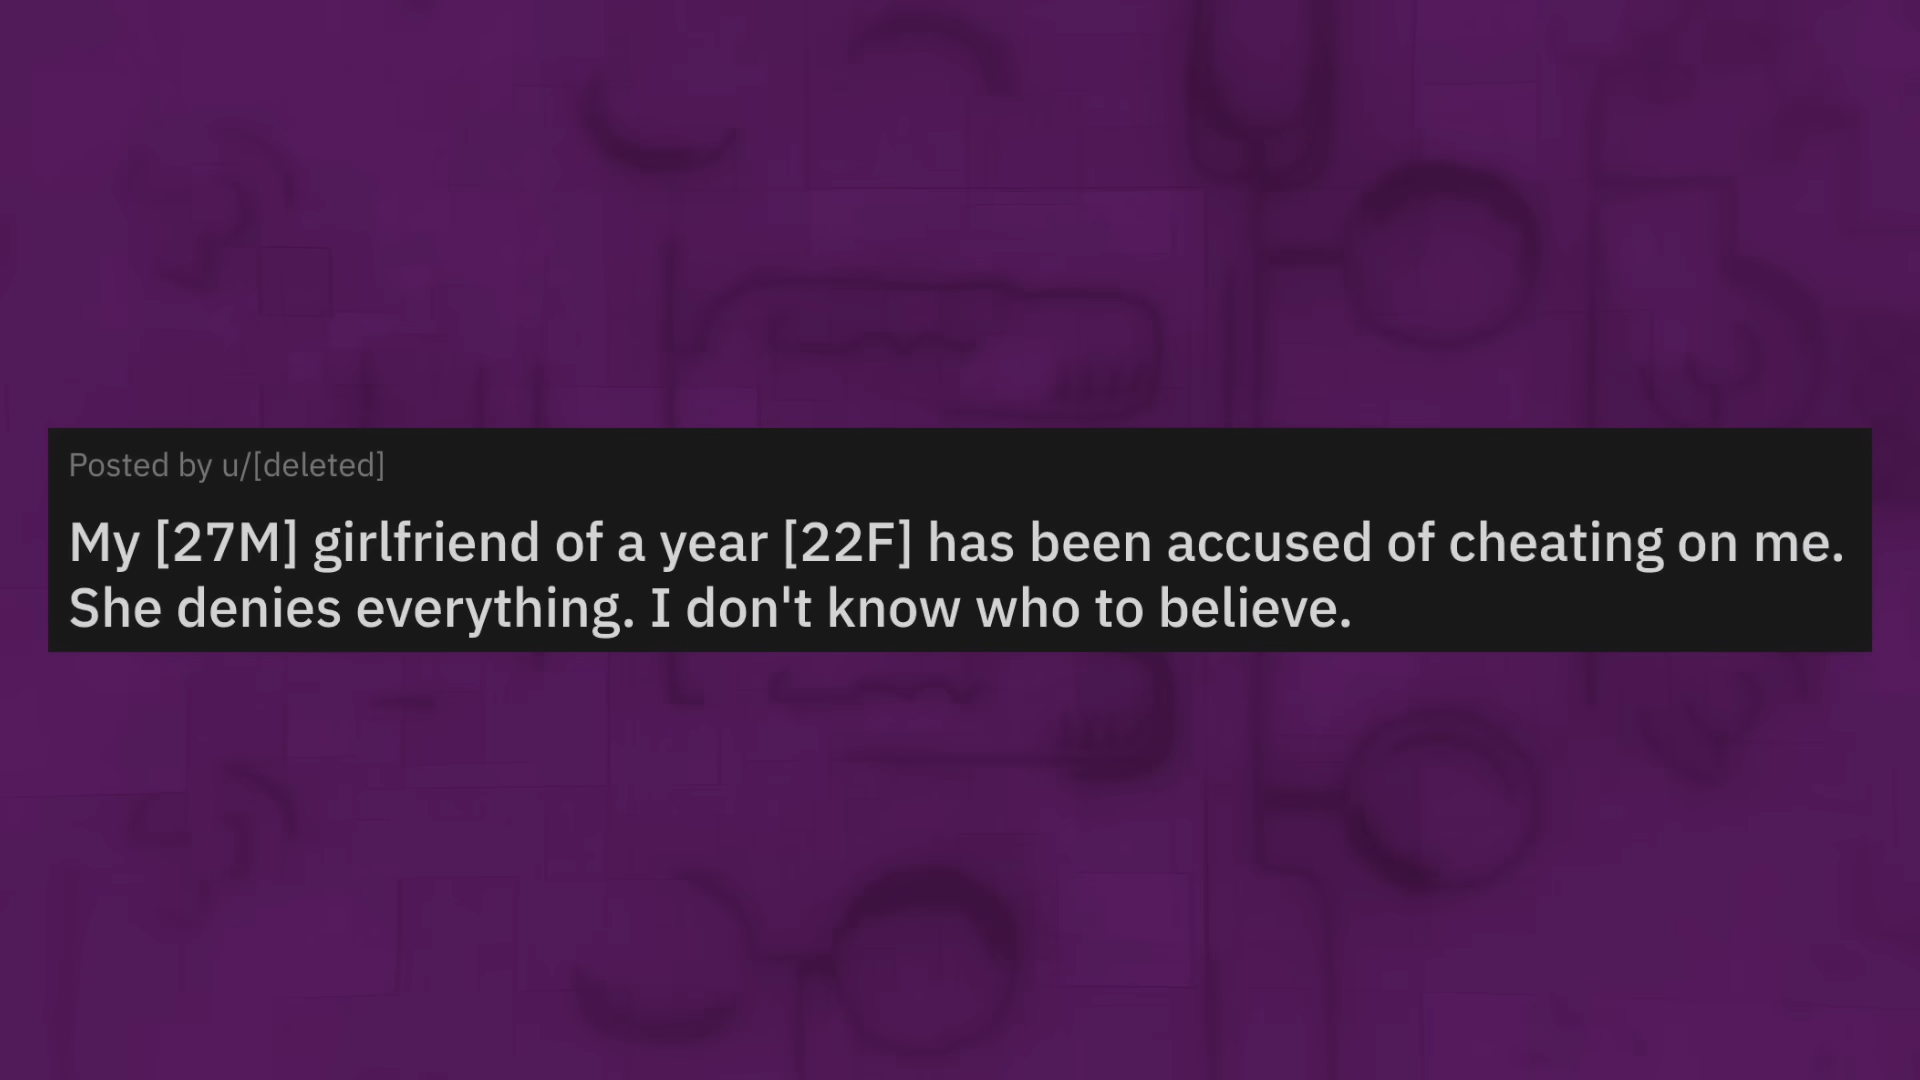 Posted by u/[deleted]
My [27M] girlfriend of a year [22F] has been accused of cheating on me.
She denies everything. I don't know who to believe.